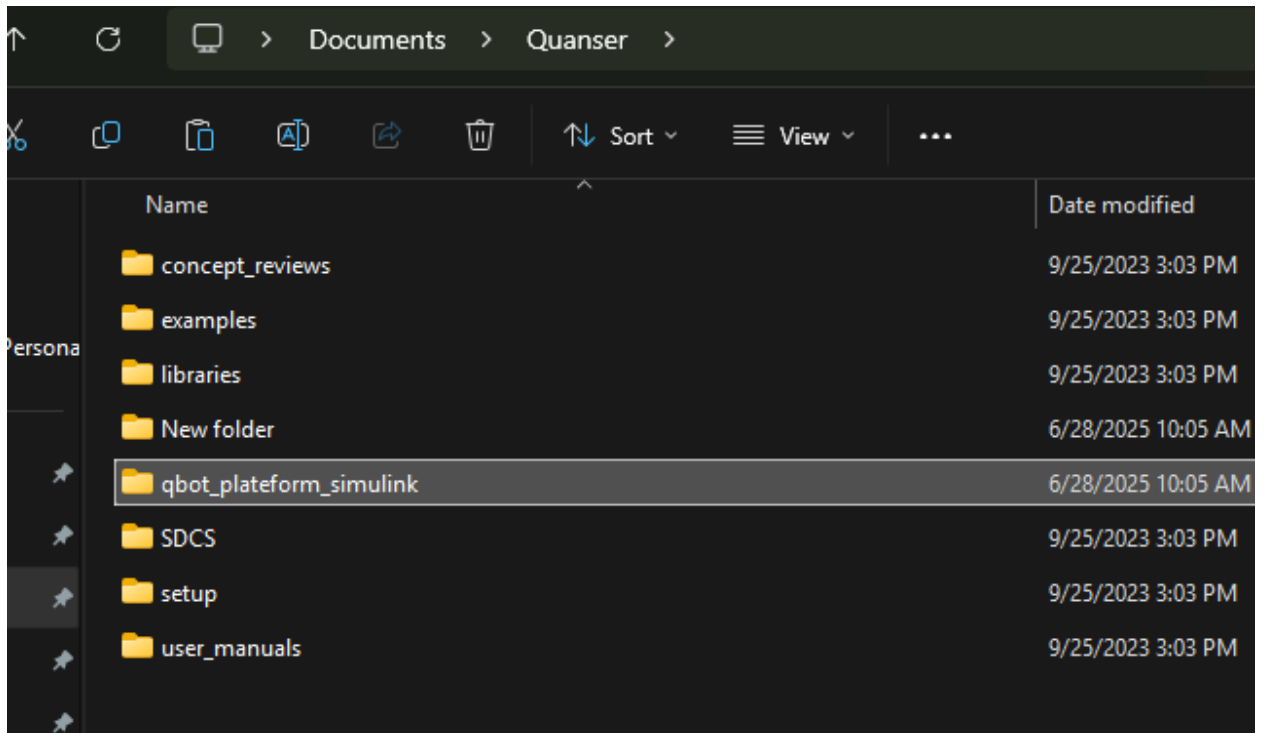 Documents > Quanser >
Sort View
Name Date modified
concept_reviews 9/25/2023 3:03 PM
examples 9/25/2023 3:03 PM
Persona
libraries 9/25/2023 3:03 PM
New folder 6/28/2025 10:05 AM
qbot_plateform_simulink 6/28/2025 10:05 AM
SDCS 9/25/2023 3:03 PM
setup 9/25/2023 3:03 PM
user_manuals 9/25/2023 3:03 PM